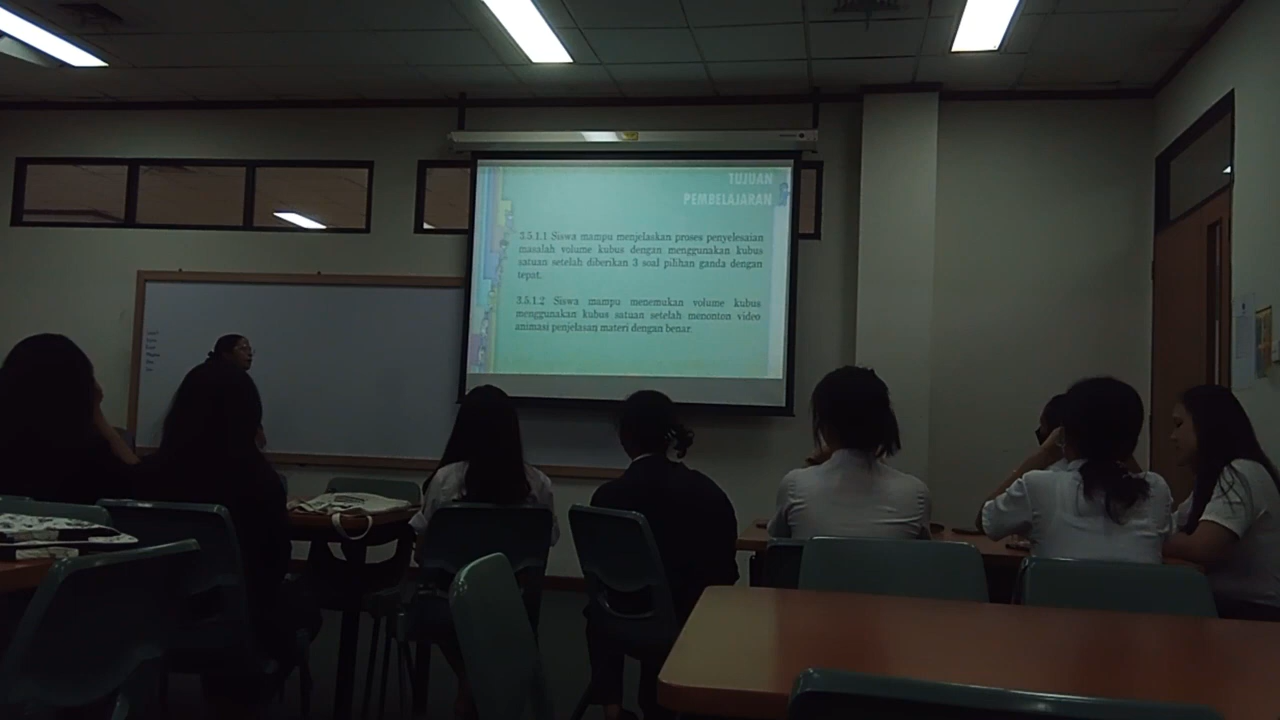 TUJUAN
PEMBELAJARAN
3.5.1.1 Siswa mampu menjelaskan proses penyelesaian
masalah volume kubus dengan menggunakan kubus
satuan setelah diberikan 3 soal pilihan ganda dengan
tepat.
3.5.1.2 Siswa mampu menemukan volume kubus
menggunakan kubus satuan setelah menonton video
animasi penjelasan materi dengan benar.